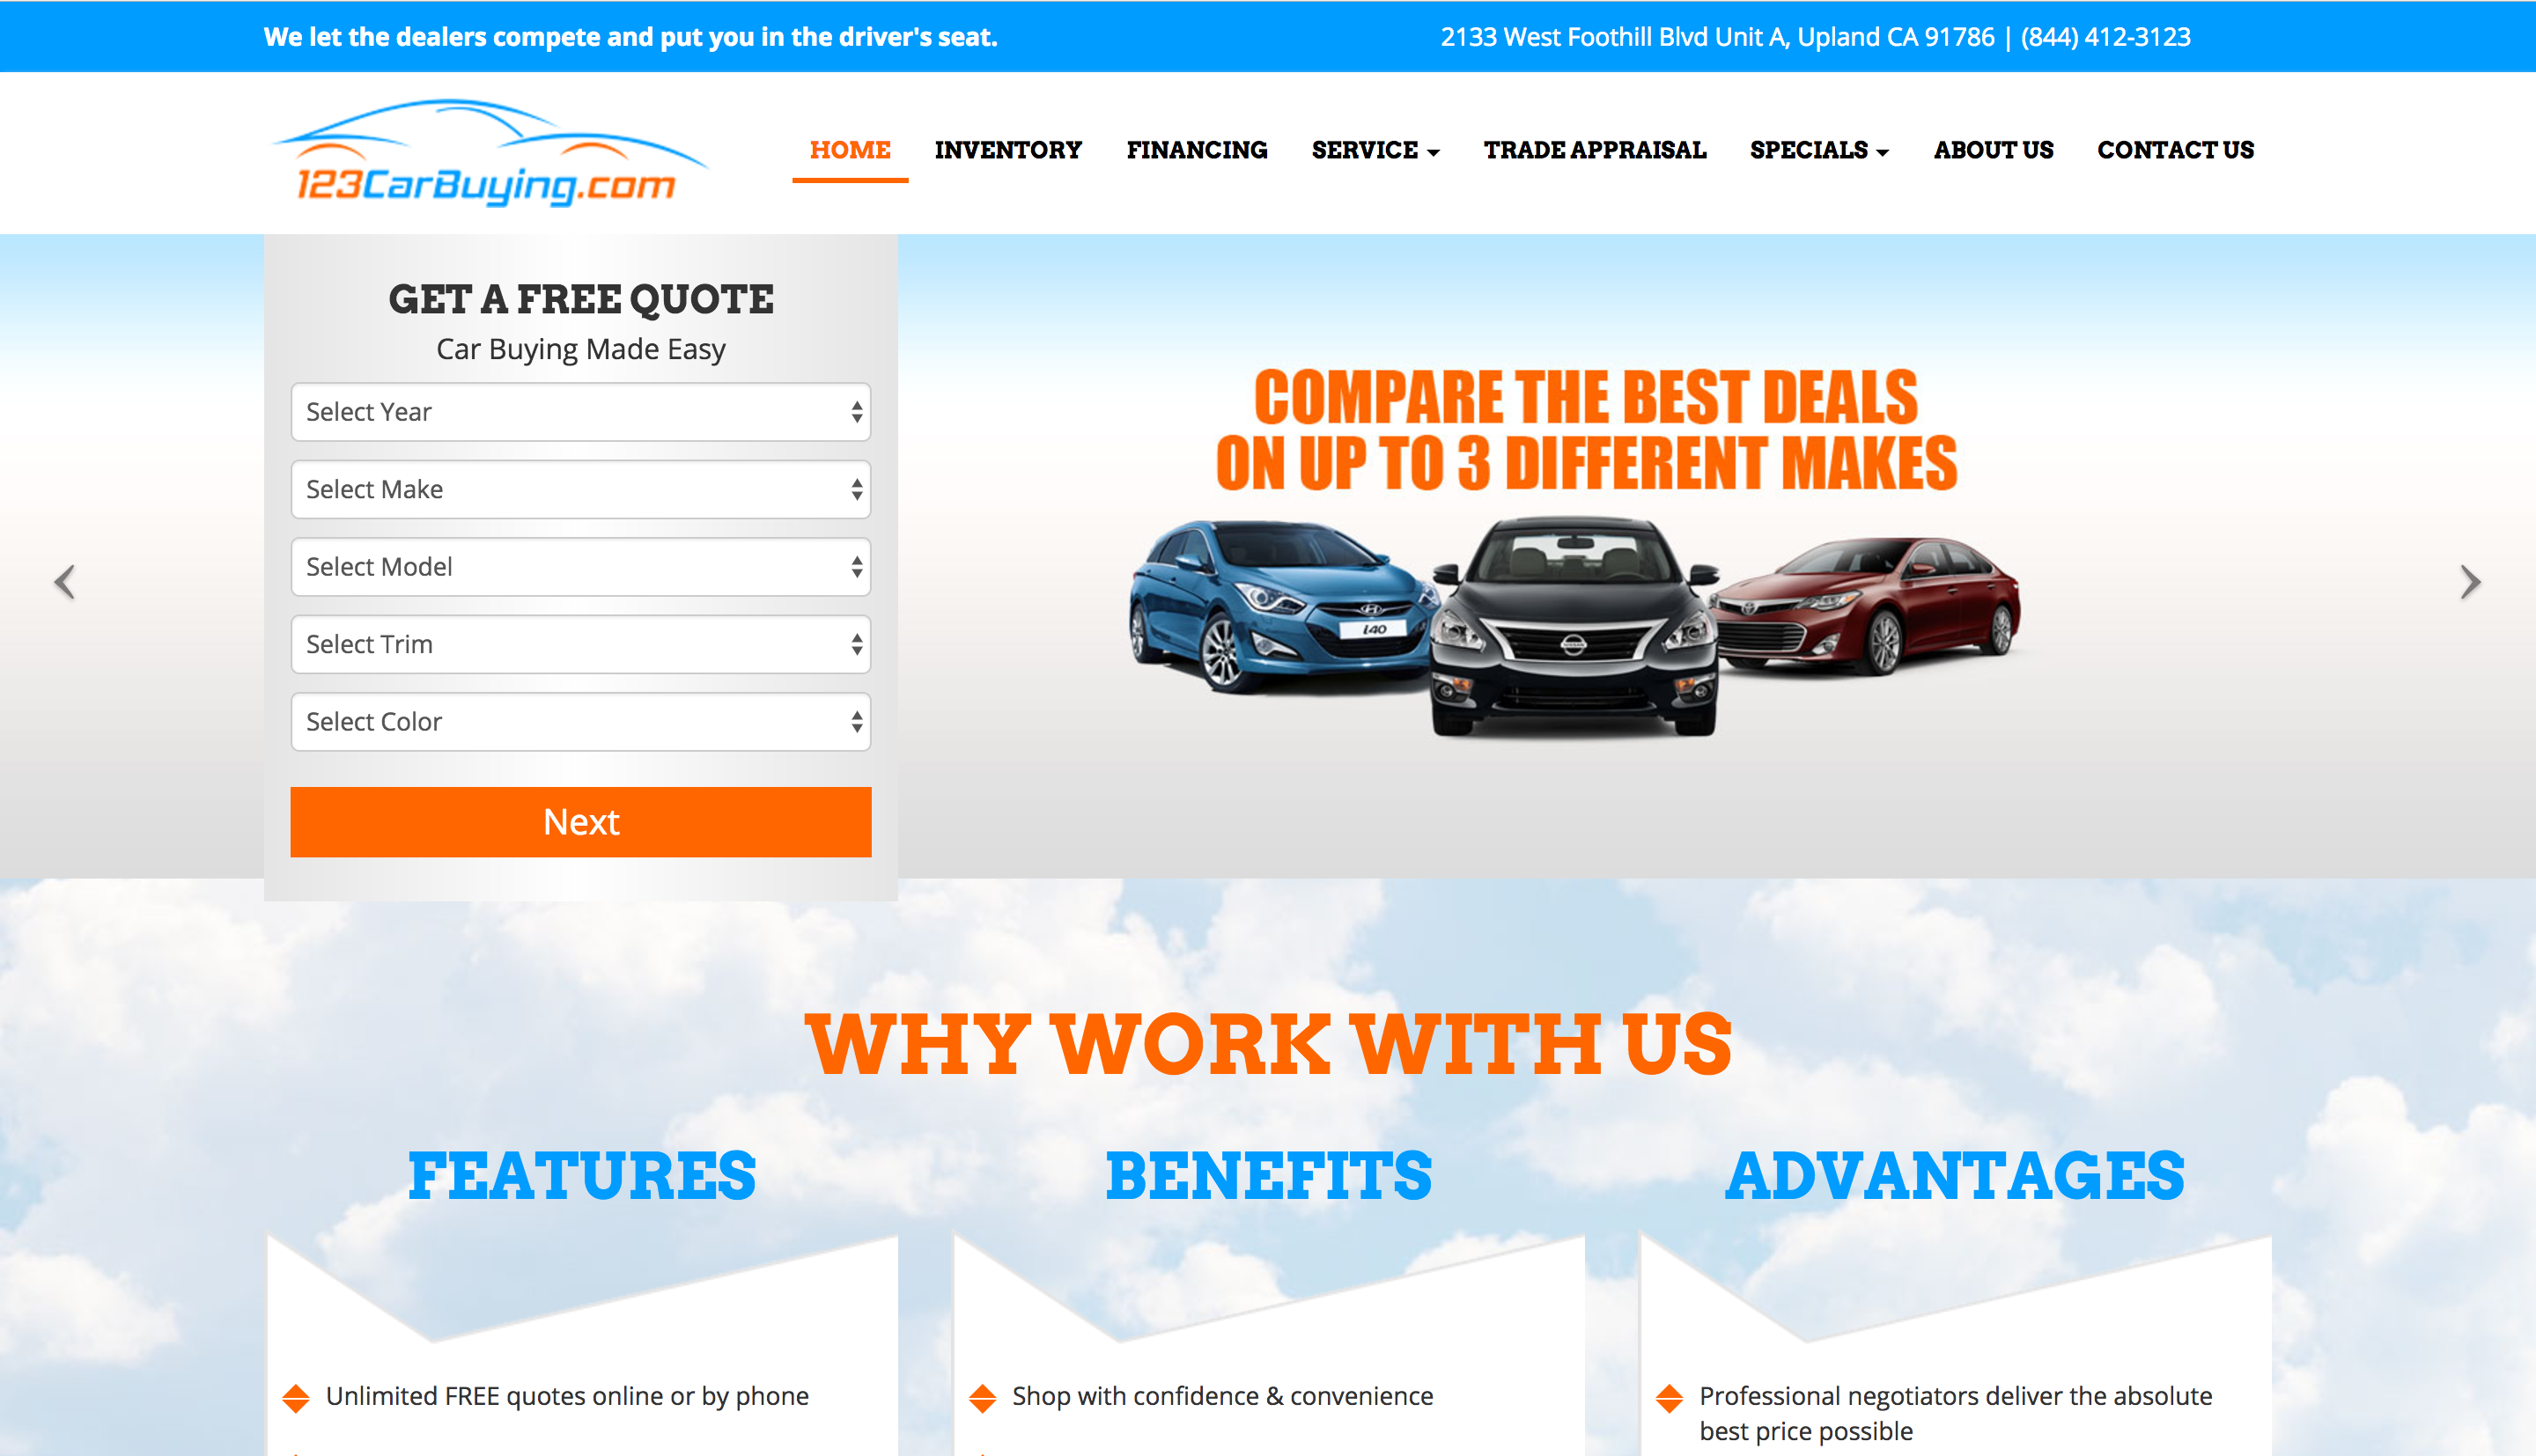 We let the dealers compete and put you in the driver's seat.
2133 West Foothill Blvd Unit A, Upland CA 91786 | (844) 412-3123
123CarBuying.com
HOME
INVENTORY
FINANCING
SERVICE
TRADE APPRAISAL
SPECIALS
ABOUT US
CONTACT US
GET A FREE QUOTE
Car Buying Made Easy
Select Year
Select Make
Select Model
Select Trim
Select Color
Next
COMPARE THE BEST DEALS
ON UP TO 3 DIFFERENT MAKES
i40
WHY WORK WITH US
FEATURES
BENEFITS
ADVANTAGES
Unlimited FREE quotes online or by phone
Shop with confidence & convenience
Professional negotiators deliver the absolute
best price possible